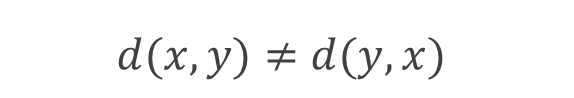 d(x, y) ≠ d(y, x)